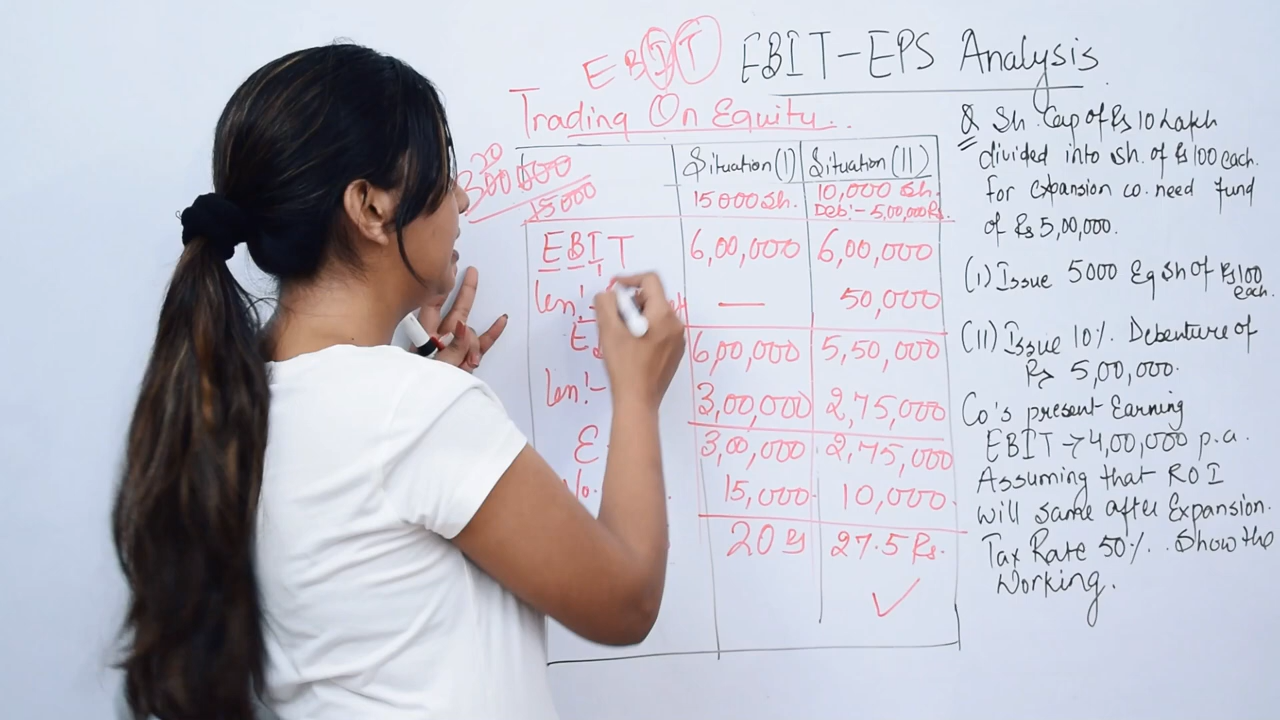 EBIT
EBIT-EPS Analysis
Trading On Equity..
300000
20
15000
Situation(I) Situation(II)
15000 Sh. 10,000 Sh.
Deb:- 5,00,000 Rs.
EBIT 6,00,000 6,00,000
Len:- — 50,000
6,00,000 5,50,000
Len:- 3,00,000 2,75,000
E 3,00,000 2,75,000
15,000 10,000
20 Rs 27.5 Rs.
Q Sh. Cap of Rs 10 Lakh
divided into Sh. of Rs 100 each.
for expansion co. need fund
of Rs 5,00,000.
(I) Issue 5000 Eq Sh of Rs 100
each.
(II) Issue 10% Debenture of
Rs 5,00,000.
Co's present Earning
EBIT → 4,00,000 p.a.
Assuming that ROI
will same after Expansion.
Tax Rate 50%. Show the
Working.